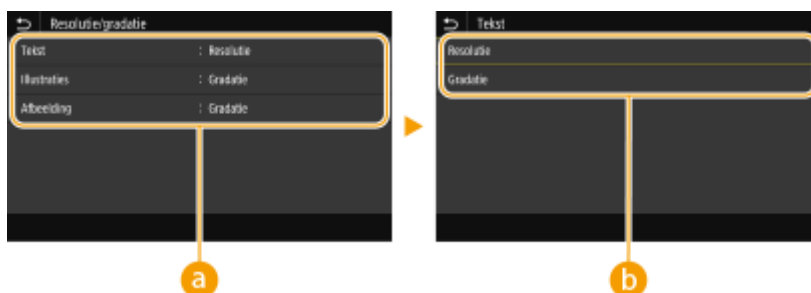 Resolutie/gradatie
Tekst : Resolutie
Illustraties : Gradatie
Afbeelding : Gradatie
a
Tekst
Resolutie
Gradatie
b